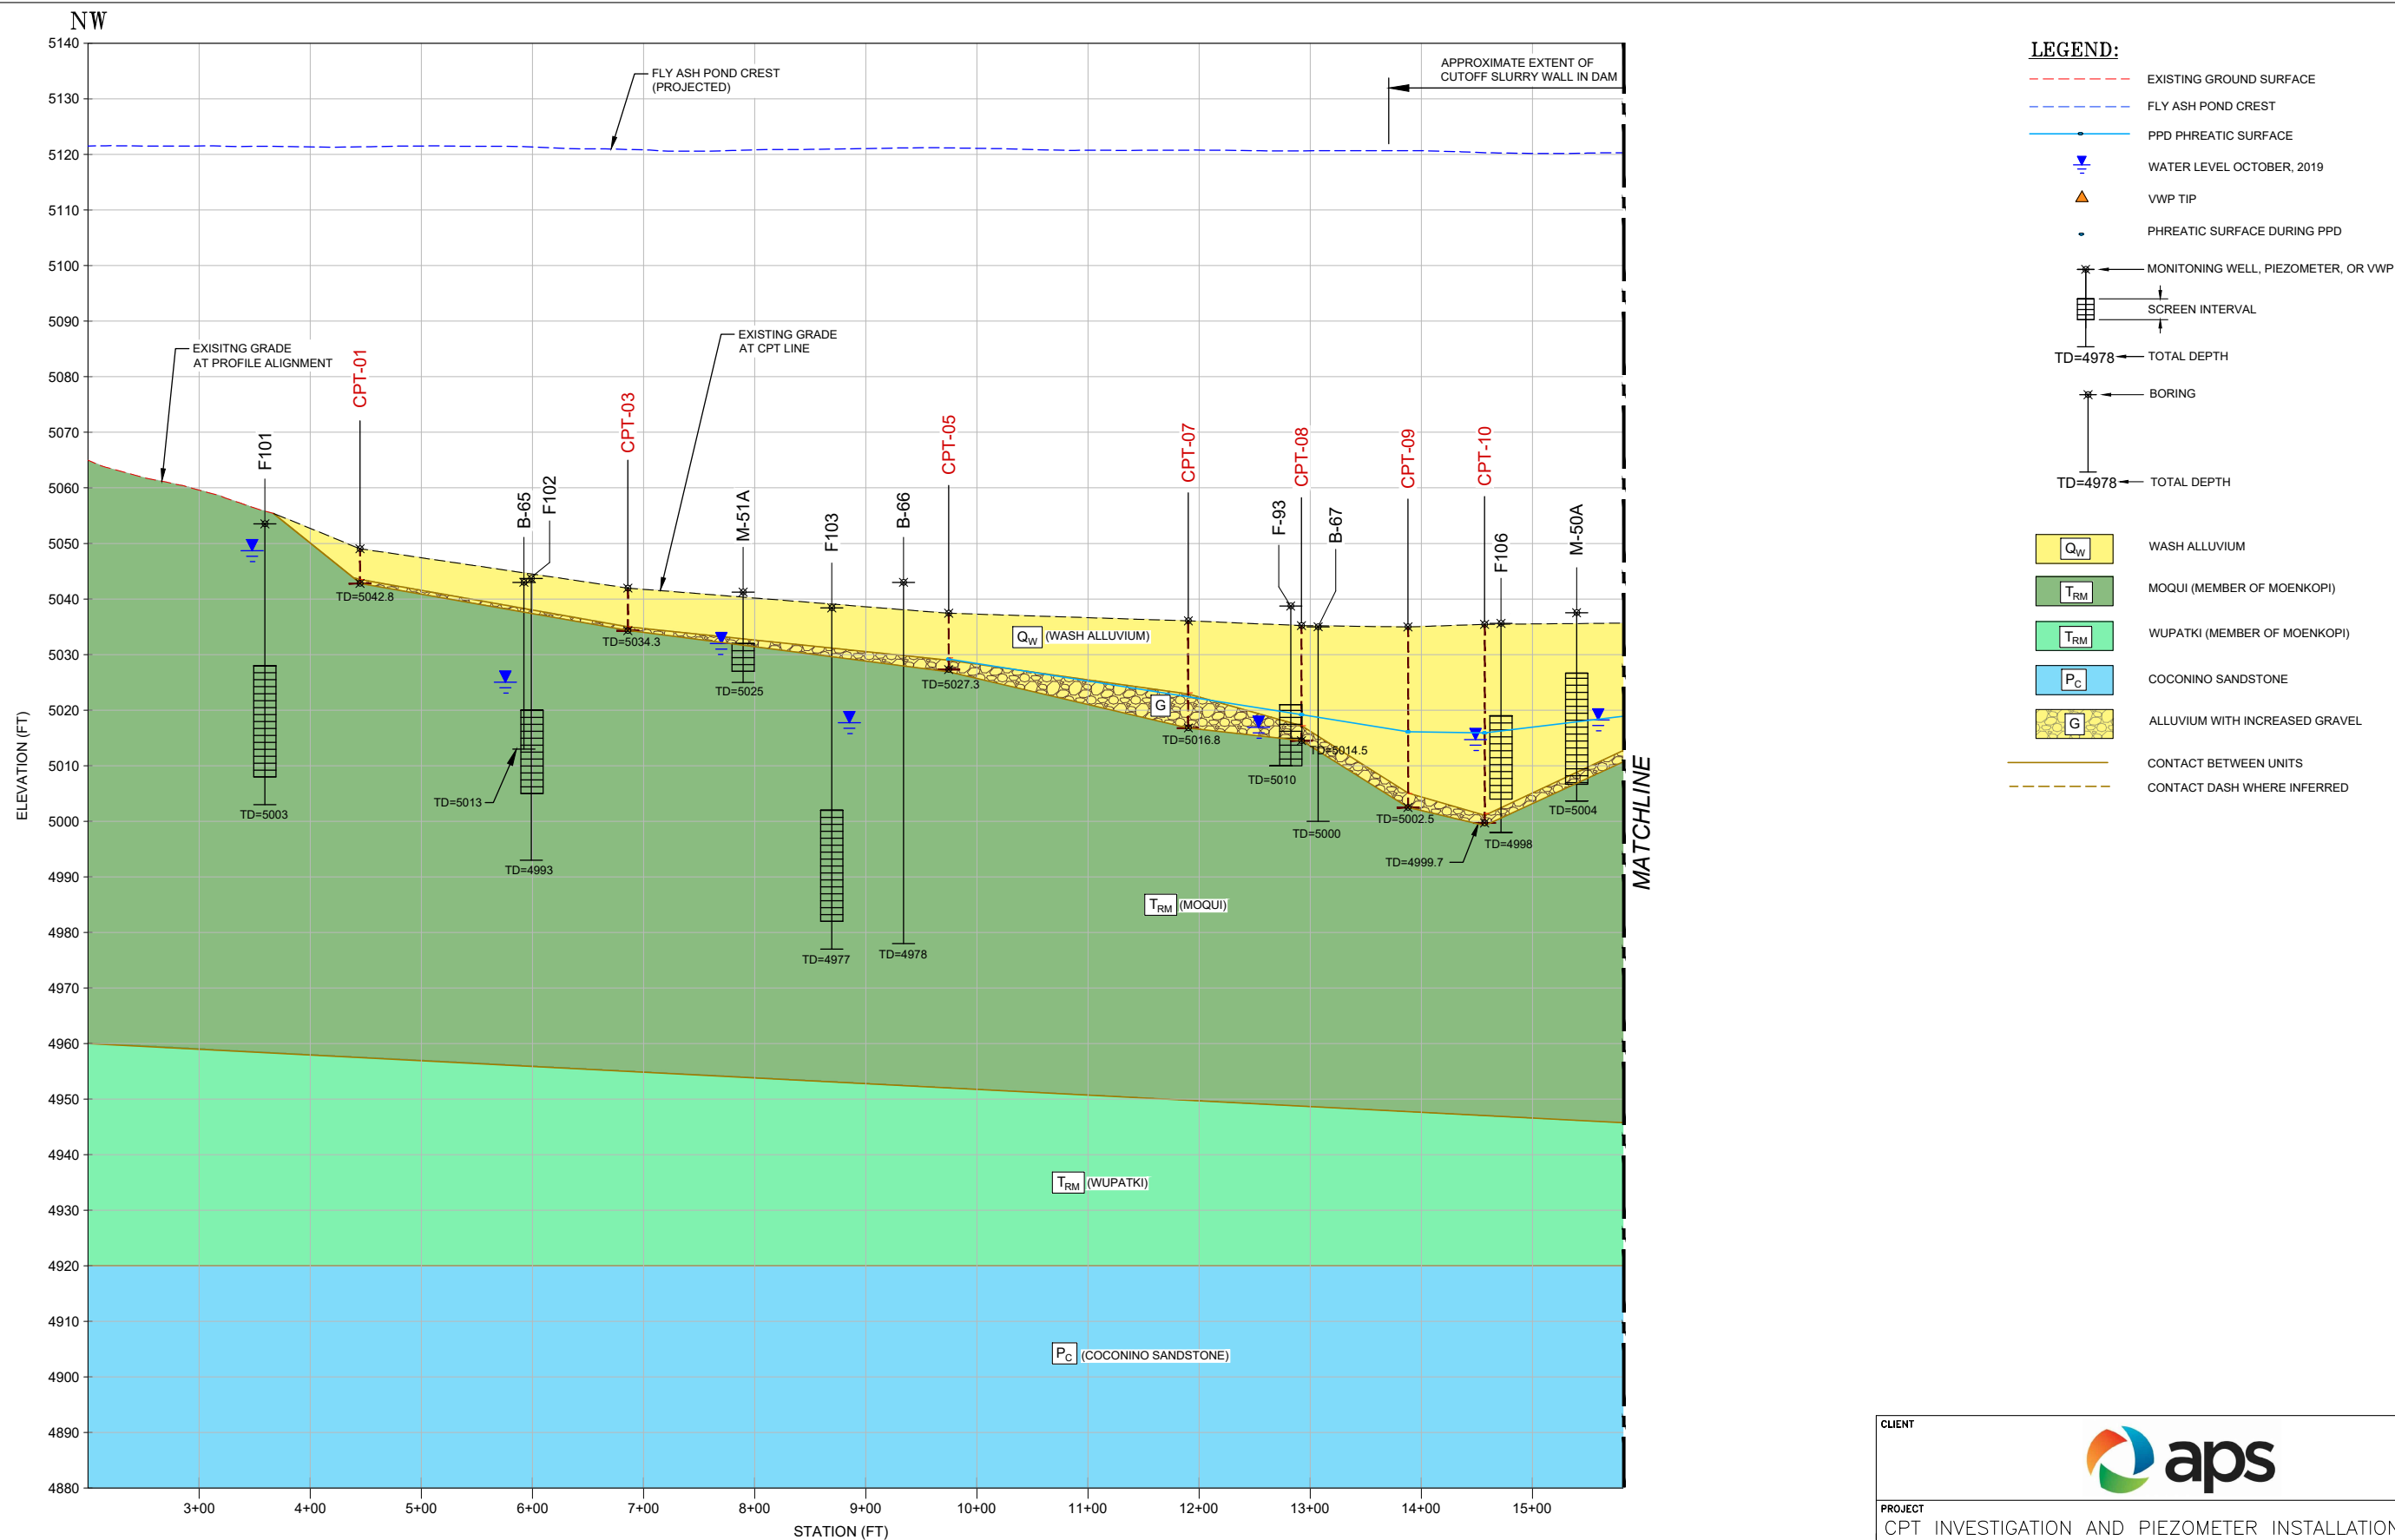 NW
5140
5130
5120
5110
5100
5090
5080
5070
5060
5050
5040
5030
5020
5010
5000
4990
4980
4970
4960
4950
4940
4930
4920
4910
4900
4890
4880
ELEVATION (FT)
3+00
4+00
5+00
6+00
7+00
8+00
9+00
10+00
11+00
12+00
13+00
14+00
15+00
STATION (FT)
FLY ASH POND CREST
(PROJECTED)
APPROXIMATE EXTENT OF
CUTOFF SLURRY WALL IN DAM
EXISITNG GRADE
AT PROFILE ALIGNMENT
EXISTING GRADE
AT CPT LINE
F101
CPT-01
B-65
F102
CPT-03
M-51A
F103
B-66
CPT-05
CPT-07
F-93
CPT-08
B-67
CPT-09
CPT-10
F106
M-50A
TD=5003
TD=5042.8
TD=5013
TD=4993
TD=5034.3
TD=5025
TD=4977
TD=4978
TD=5027.3
TD=5016.8
TD=5010
TD=5014.5
TD=5000
TD=5002.5
TD=4999.7
TD=4998
TD=5004
QW (WASH ALLUVIUM)
G
TRM (MOQUI)
TRM (WUPATKI)
PC (COCONINO SANDSTONE)
MATCHLINE
LEGEND:
EXISTING GROUND SURFACE
FLY ASH POND CREST
PPD PHREATIC SURFACE
WATER LEVEL OCTOBER, 2019
VWP TIP
PHREATIC SURFACE DURING PPD
MONITONING WELL, PIEZOMETER, OR VWP
SCREEN INTERVAL
TD=4978 TOTAL DEPTH
BORING
TD=4978 TOTAL DEPTH
QW WASH ALLUVIUM
TRM MOQUI (MEMBER OF MOENKOPI)
TRM WUPATKI (MEMBER OF MOENKOPI)
PC COCONINO SANDSTONE
G ALLUVIUM WITH INCREASED GRAVEL
CONTACT BETWEEN UNITS
CONTACT DASH WHERE INFERRED
CLIENT
aps
PROJECT
CPT INVESTIGATION AND PIEZOMETER INSTALLATION